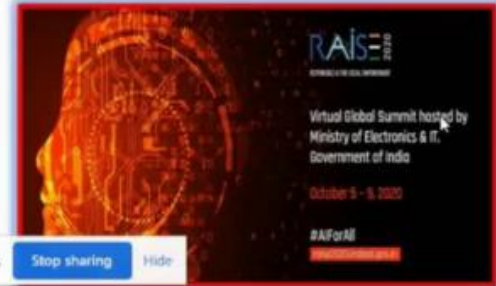 RAISE
2020
RESPONSIBLE AI FOR SOCIAL EMPOWERMENT
Virtual Global Summit hosted by
Ministry of Electronics & IT,
Government of India
October 5 - 9, 2020
#AIForAll
Stop sharing
Hide